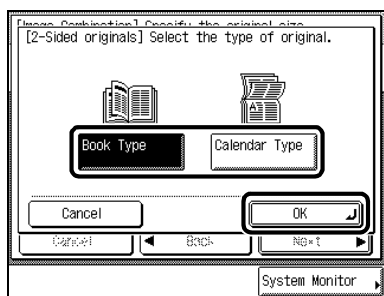 [Image Combination] Specify the original size
[2-Sided originals] Select the type of original.
A
Book Type
Calendar Type
Cancel
OK
Cancel
Back
Next
System Monitor